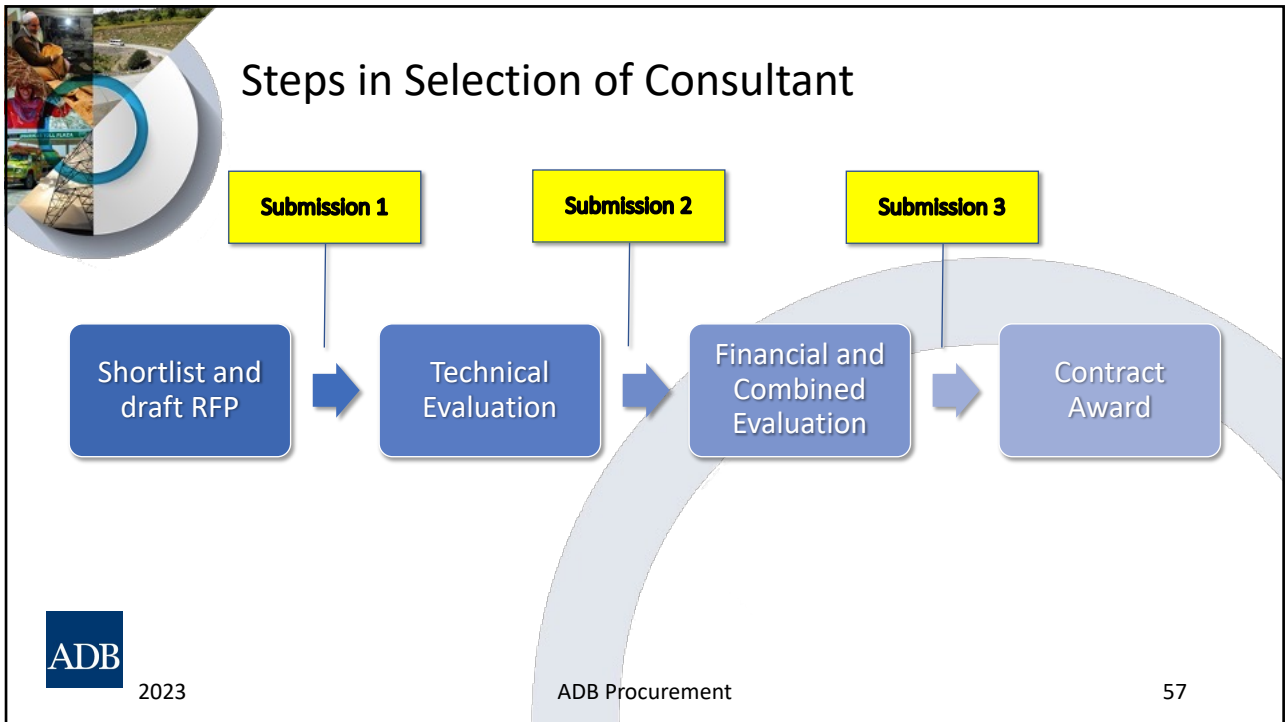 Steps in Selection of Consultant
Submission 1
Submission 2
Submission 3
Shortlist and
draft RFP
Technical
Evaluation
Financial and
Combined
Evaluation
Contract
Award
ADB
2023
ADB Procurement
57